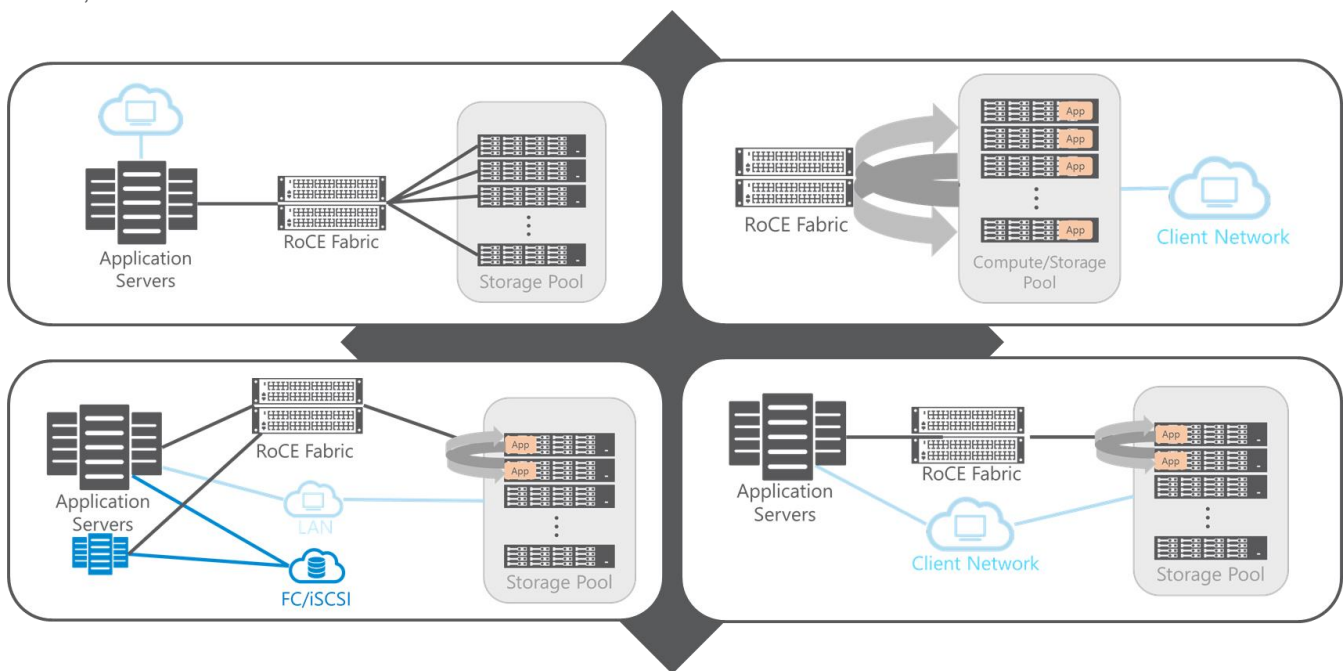 RoCE Fabric
Application
Servers
Storage Pool
App
App
App
App
RoCE Fabric
Compute/Storage
Pool
Client Network
RoCE Fabric
Application
Servers
LAN
FC/iSCSI
App
App
Storage Pool
RoCE Fabric
Application
Servers
Client Network
App
App
Storage Pool